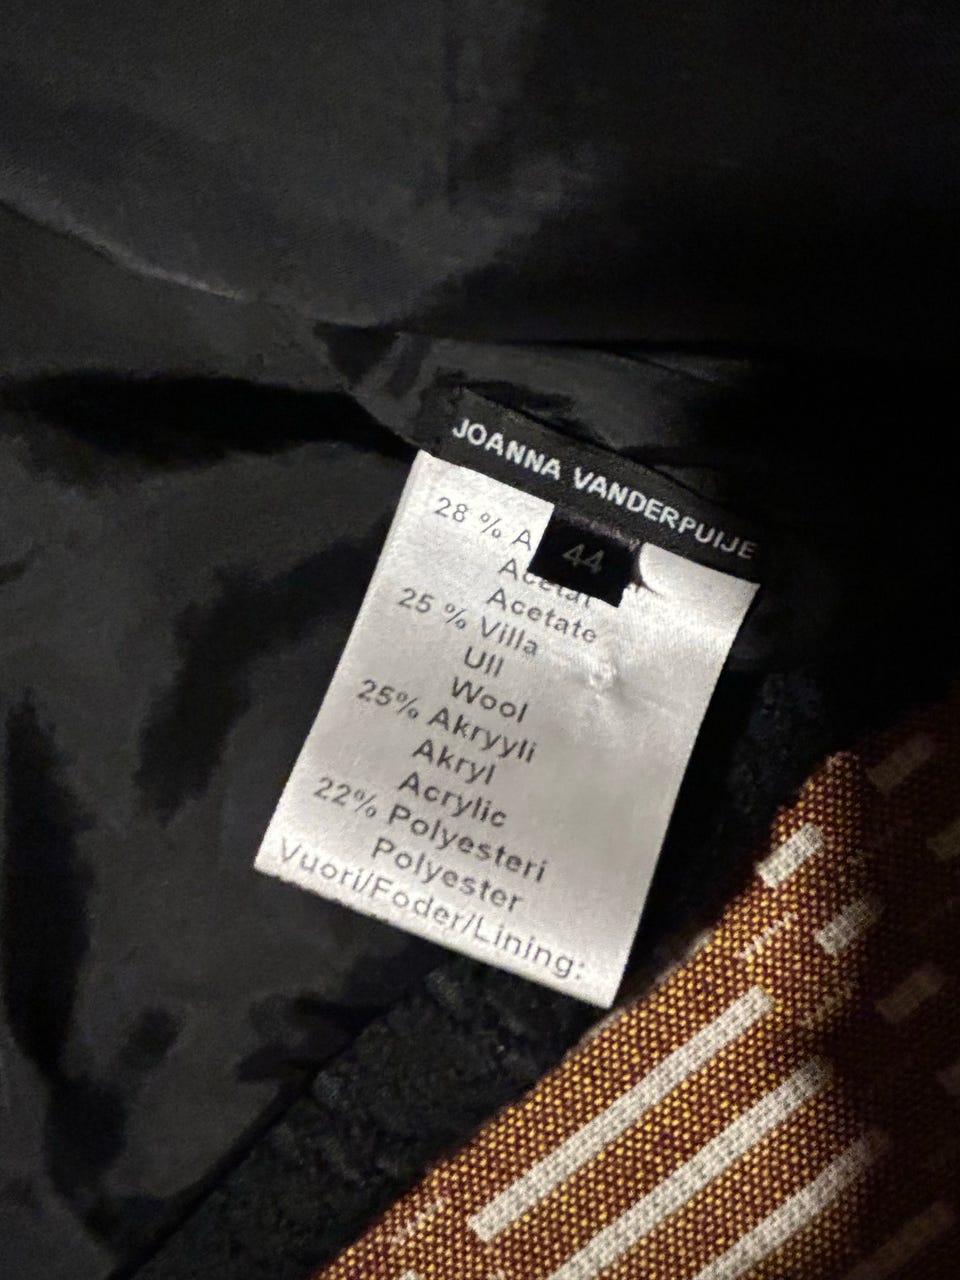 JOANNA VANDERPUIJE
44
28 %
Acetat
Acetate
25 % Villa
Ull
Wool
25% Akryyli
Akryl
Acrylic
22% Polyesteri
Polyester
Vuori/Foder/Lining: